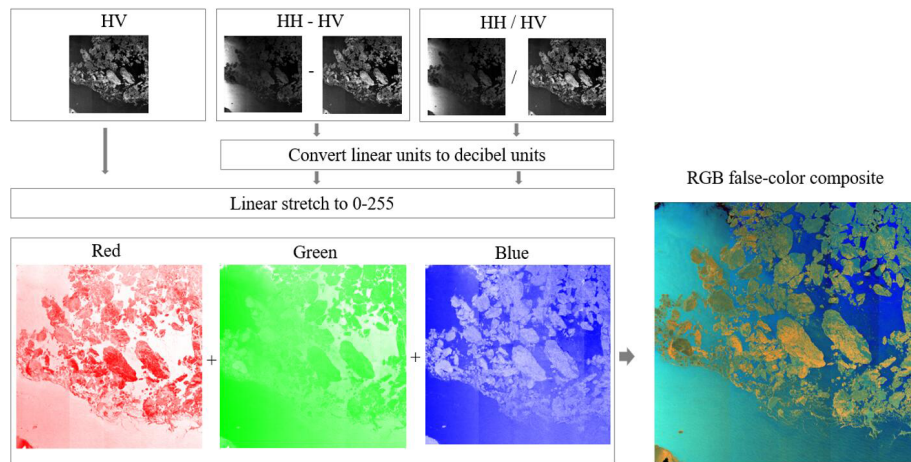 HV
HH - HV
HH / HV
-
/
Convert linear units to decibel units
Linear stretch to 0-255
RGB false-color composite
Red
Green
Blue
+
+